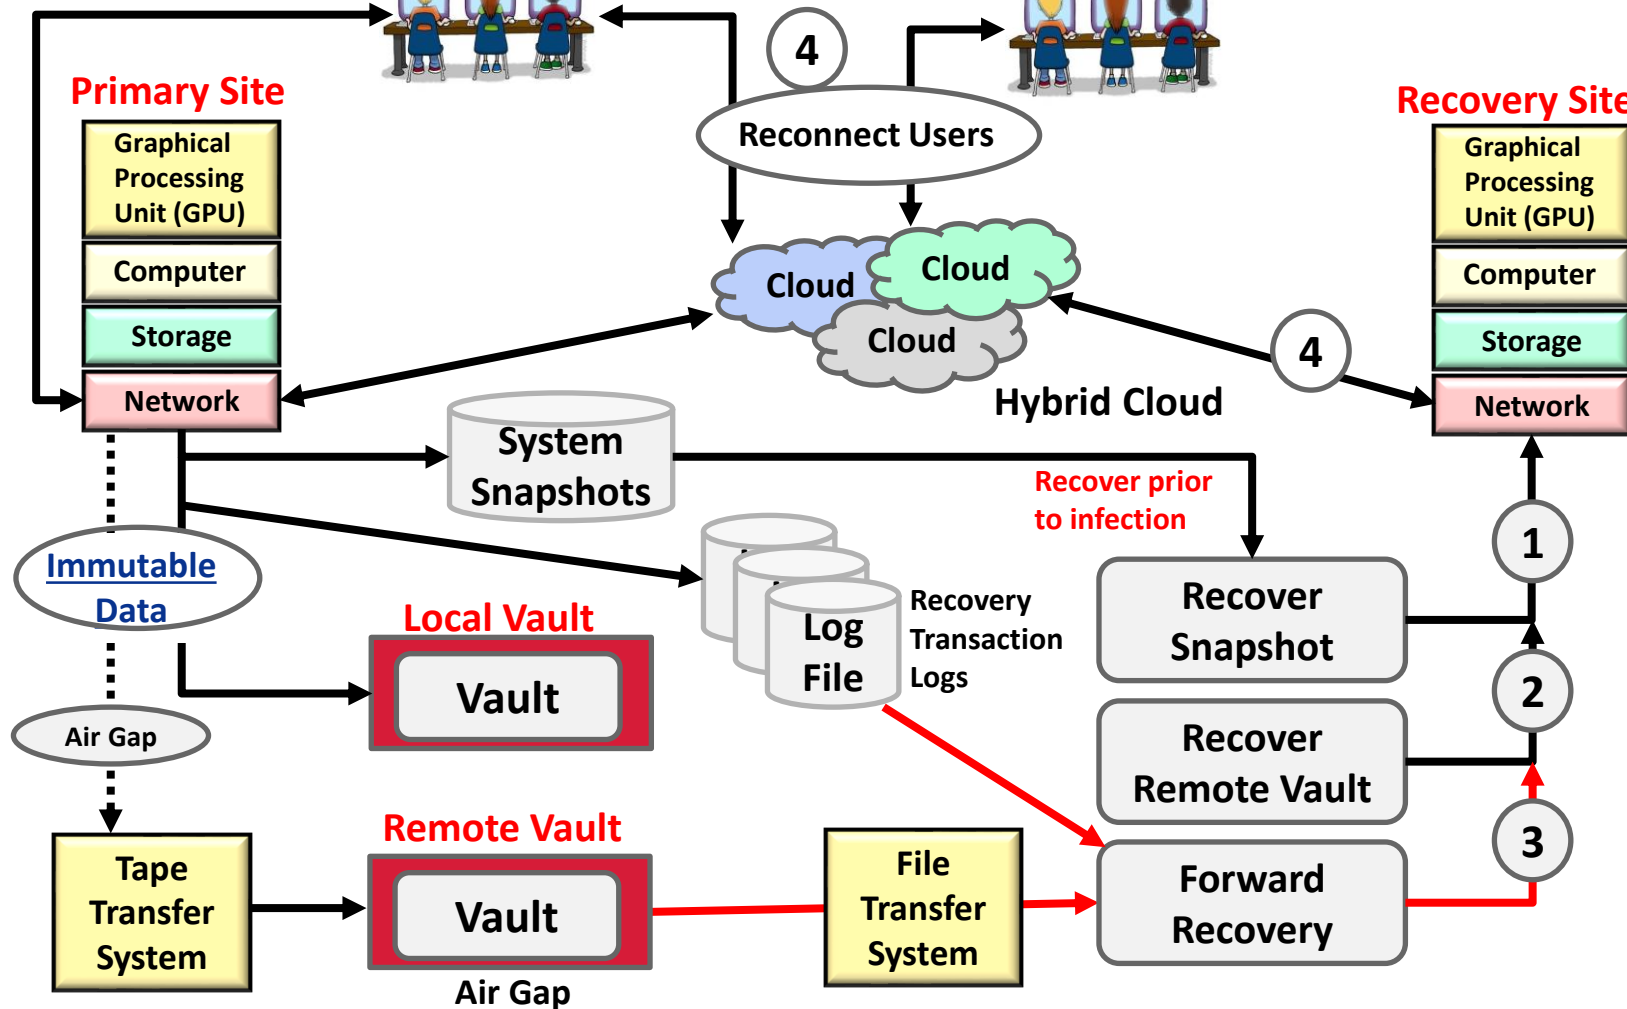 4
Primary Site
Recovery Site
Reconnect Users
Graphical
Processing
Unit (GPU)
Computer
Storage
Network
Graphical
Processing
Unit (GPU)
Computer
Storage
Network
Cloud
Cloud
Cloud
4
Hybrid Cloud
System
Snapshots
Recover prior
to infection
1
Immutable
Data
Recovery
Transaction
Logs
Log
File
Recover
Snapshot
Local Vault
Vault
2
Air Gap
Recover
Remote Vault
Remote Vault
3
Tape
Transfer
System
Vault
File
Transfer
System
Forward
Recovery
Air Gap